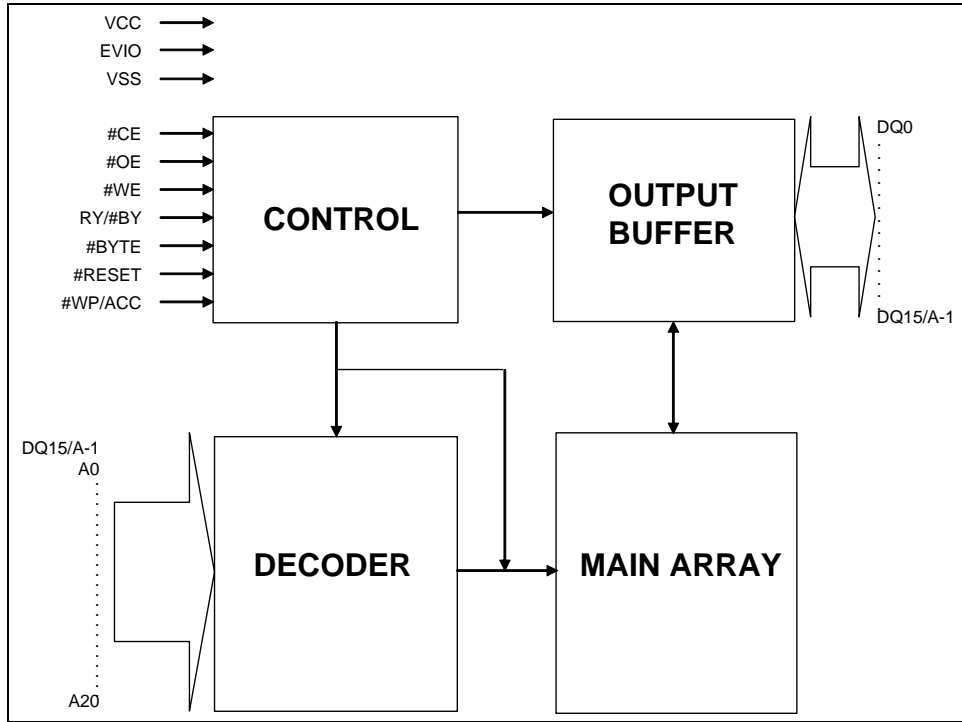 VCC
EVIO
VSS
#CE
#OE
#WE
RY/#BY
#BYTE
#RESET
#WP/ACC
CONTROL
OUTPUT
BUFFER
DQ0
DQ15/A-1
DQ15/A-1
A0
A20
DECODER
MAIN ARRAY